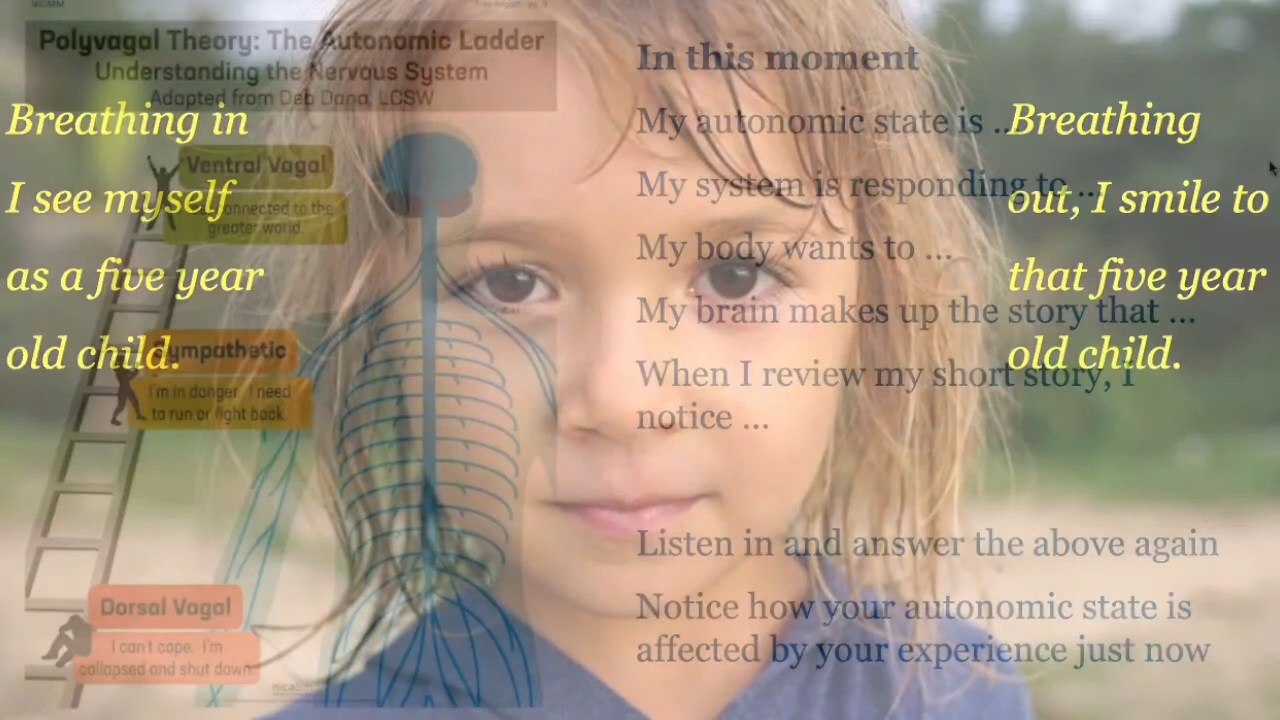 NICABM
Free Report - pg. 4
Polyvagal Theory: The Autonomic Ladder
Understanding the Nervous System
Adapted from Deb Dana, LCSW
Breathing in
I see myself
as a five year
old child.
Ventral Vagal
connected to the
greater world.
Sympathetic
I'm in danger. I need
to run or fight back.
Dorsal Vagal
I can't cope. I'm
collapsed and shut down.
In this moment
My autonomic state is ...
My system is responding to ...
My body wants to ...
My brain makes up the story that ...
When I review my short story, I
notice ...
Listen in and answer the above again
Notice how your autonomic state is
affected by your experience just now
Breathing
out, I smile to
that five year
old child.